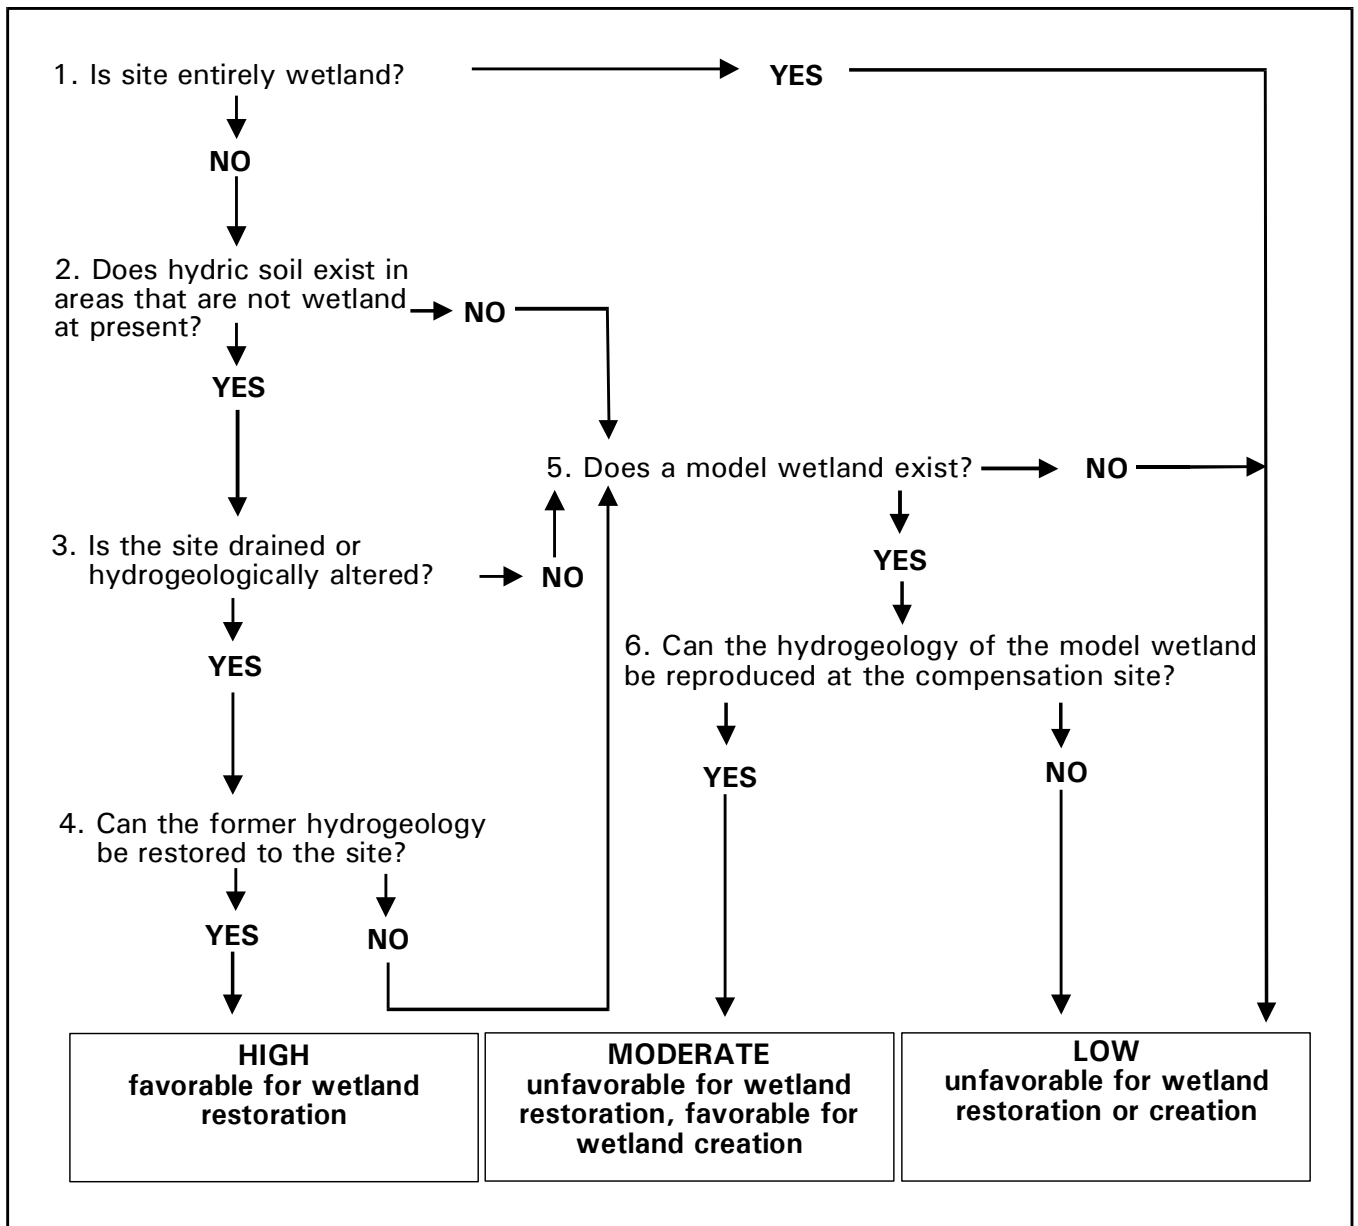 1. Is site entirely wetland?
YES
NO
2. Does hydric soil exist in
areas that are not wetland
at present?
NO
YES
5. Does a model wetland exist?
NO
3. Is the site drained or
hydrogeologically altered?
NO
YES
YES
6. Can the hydrogeology of the model wetland
be reproduced at the compensation site?
YES
NO
4. Can the former hydrogeology
be restored to the site?
YES
NO
HIGH
favorable for wetland
restoration
MODERATE
unfavorable for wetland
restoration, favorable for
wetland creation
LOW
unfavorable for wetland
restoration or creation